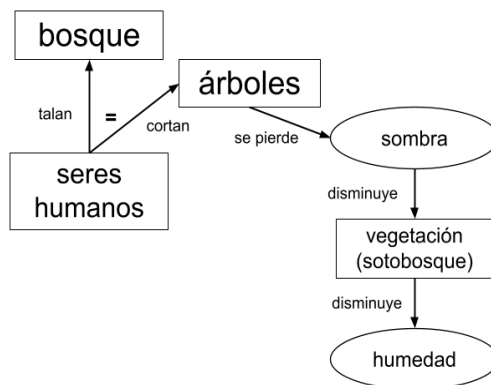 bosque
talan
=
cortan
árboles
seres
humanos
se pierde
sombra
disminuye
vegetación
(sotobosque)
disminuye
humedad